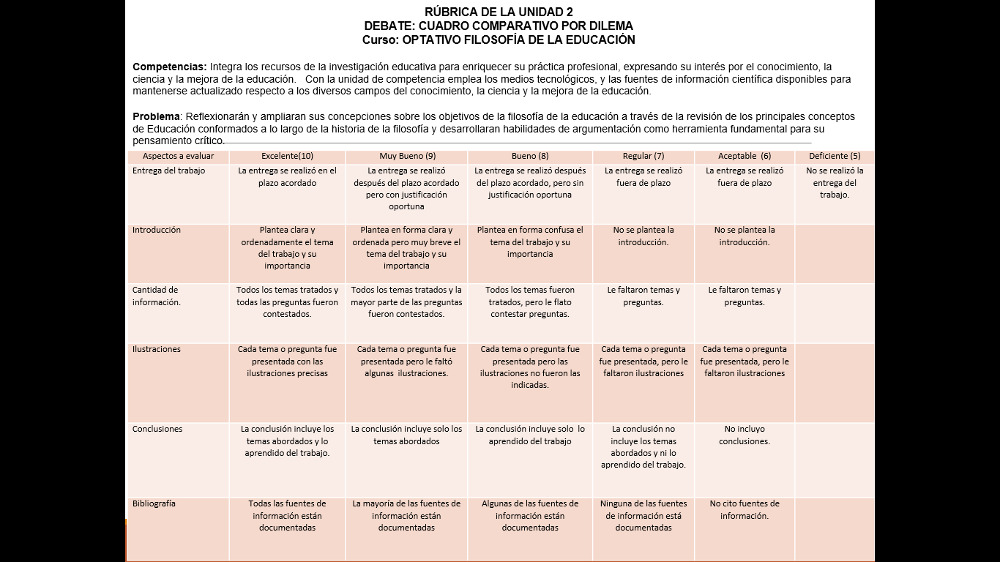 RÚBRICA DE LA UNIDAD 2
DEBATE: CUADRO COMPARATIVO POR DILEMA
Curso: OPTATIVO FILOSOFÍA DE LA EDUCACIÓN
Competencias: Integra los recursos de la investigación educativa para enriquecer su práctica profesional, expresando su interés por el conocimiento, la
ciencia y la mejora de la educación. Con la unidad de competencia emplea los medios tecnológicos, y las fuentes de información científica disponibles para
mantenerse actualizado respecto a los diversos campos del conocimiento, la ciencia y la mejora de la educación.
Problema: Reflexionarán y ampliaran sus concepciones sobre los objetivos de la filosofía de la educación a través de la revisión de los principales conceptos
de Educación conformados a lo largo de la historia de la filosofía y desarrollaran habilidades de argumentación como herramienta fundamental para su
pensamiento crítico.
Aspectos a evaluar
Excelente(10)
Muy Bueno (9)
Bueno (8)
Regular (7)
Aceptable (6)
Deficiente (5)
Entrega del trabajo
La entrega se realizó en el
plazo acordado
La entrega se realizó
después del plazo acordado
pero con justificación
oportuna
La entrega se realizó después
del plazo acordado, pero sin
justificación oportuna
La entrega se realizó
fuera de plazo
La entrega se realizó
fuera de plazo
No se realizó la
entrega del
trabajo.
Introducción
Plantea clara y
ordenadamente el tema
del trabajo y su
importancia
Plantea en forma clara y
ordenada pero muy breve el
tema del trabajo y su
importancia
Plantea en forma confusa el
tema del trabajo y su
importancia
No se plantea la
introducción.
No se plantea la
introducción.
Cantidad de
información.
Todos los temas tratados y
todas las preguntas fueron
contestados.
Todos los temas tratados y la
mayor parte de las preguntas
fueron contestados.
Todos los temas fueron
tratados, pero le flato
contestar preguntas.
Le faltaron temas y
preguntas.
Le faltaron temas y
preguntas.
Ilustraciones
Cada tema o pregunta fue
presentada con las
ilustraciones precisas
Cada tema o pregunta fue
presentada pero le faltó
algunas ilustraciones.
Cada tema o pregunta fue
presentada pero las
ilustraciones no fueron las
indicadas.
Cada tema o pregunta
fue presentada, pero le
faltaron ilustraciones
Cada tema o pregunta
fue presentada, pero le
faltaron ilustraciones
Conclusiones
La conclusión incluye los
temas abordados y lo
aprendido del trabajo.
La conclusión incluye solo los
temas abordados
La conclusión incluye solo lo
aprendido del trabajo
La conclusión no
incluye los temas
abordados y ni lo
aprendido del trabajo.
No incluyo
conclusiones.
Bibliografía
Todas las fuentes de
información están
documentadas
La mayoría de las fuentes de
información están
documentadas
Algunas de las fuentes de
información están
documentadas
Ninguna de las fuentes
de información está
documentadas
No cito fuentes de
información.